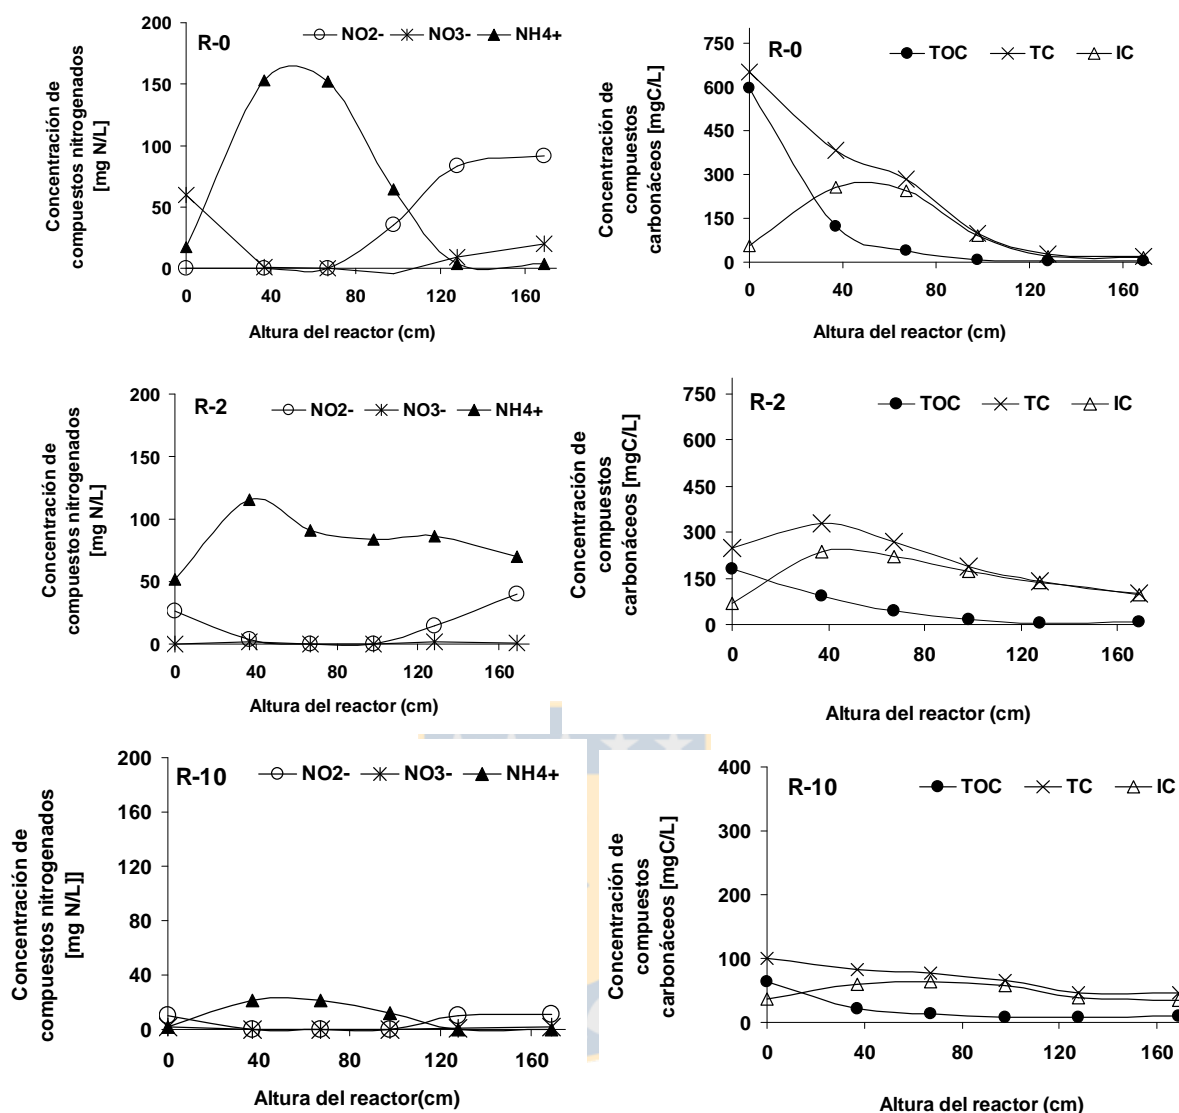 R-0
NO2- NO3- NH4+
Concentración de
compuestos nitrogenados
[mg N/L]
200
150
100
50
0
0 40 80 120 160
Altura del reactor (cm)
R-0
TOC TC IC
Concentración de
compuestos
carbonáceos [mgC/L]
750
600
450
300
150
0
0 40 80 120 160
Altura del reactor (cm)
R-2
NO2- NO3- NH4+
Concentración de
compuestos nitrogenados
[mg N/L]
200
150
100
50
0
0 40 80 120 160
Altura del reactor (cm)
R-2
TOC TC IC
Concentración de
compuestos
carbonáceos [mgC/L]
750
600
450
300
150
0
0 40 80 120 160
Altura del reactor (cm)
R-10
NO2- NO3- NH4+
Concentración de
compuestos nitrogenados
[mg N/L]]
200
160
120
80
40
0
0 40 80 120 160
Altura del reactor(cm)
R-10
TOC TC IC
Concentración de
compuestos
carbonáceos [mgC/L]
400
300
200
100
0
0 40 80 120 160
Altura del reactor (cm)